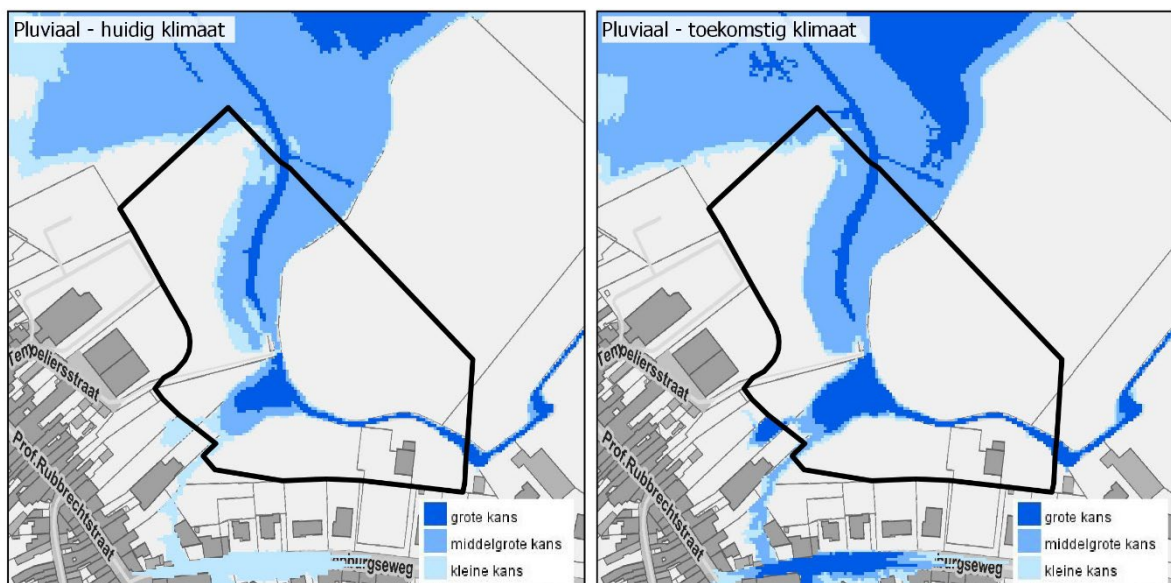 Pluviaal - huidig klimaat
Tempeliersstraat
Prof.Rubbrechtstraat
grote kans
middelgrote kans
kleine kans
Pluviaal - toekomstig klimaat
Tempeliersstraat
Prof.Rubbrechtstraat
burgseweg
grote kans
middelgrote kans
kleine kans